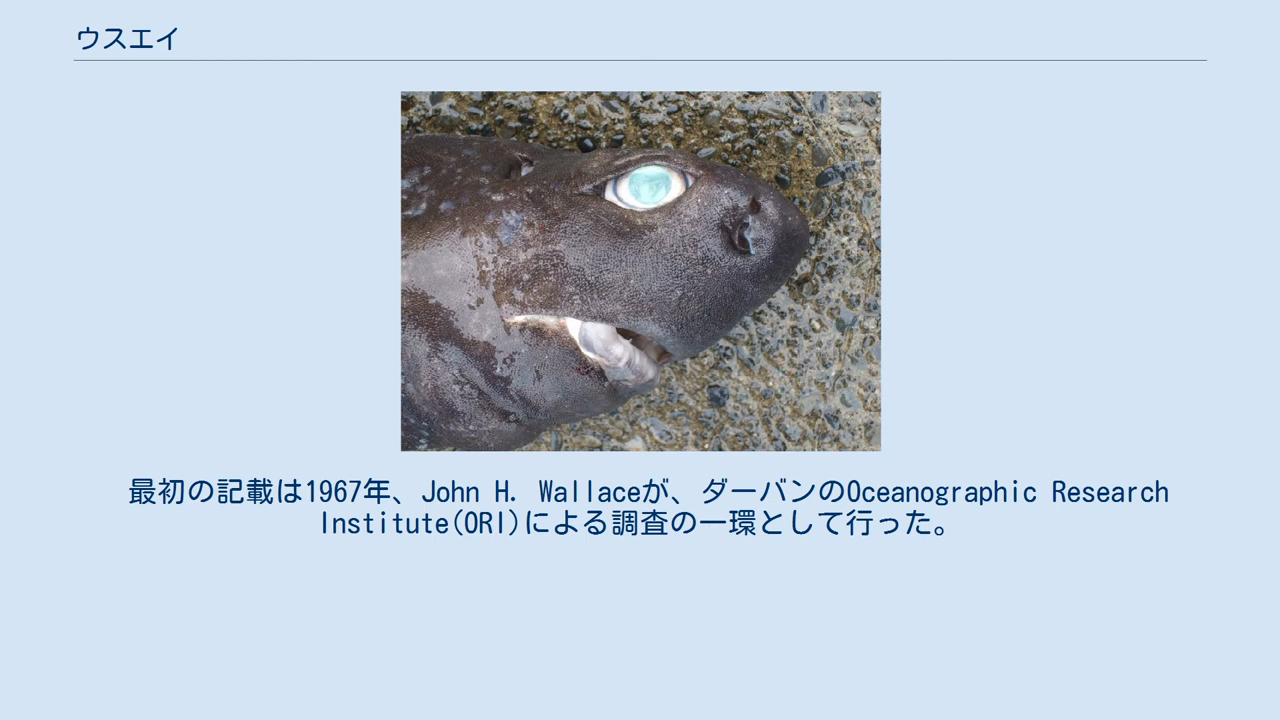 ウスエイ
最初の記載は1967年、John H. Wallaceが、ダーバンのOceanographic Research
Institute(ORI)による調査の一環として行った。